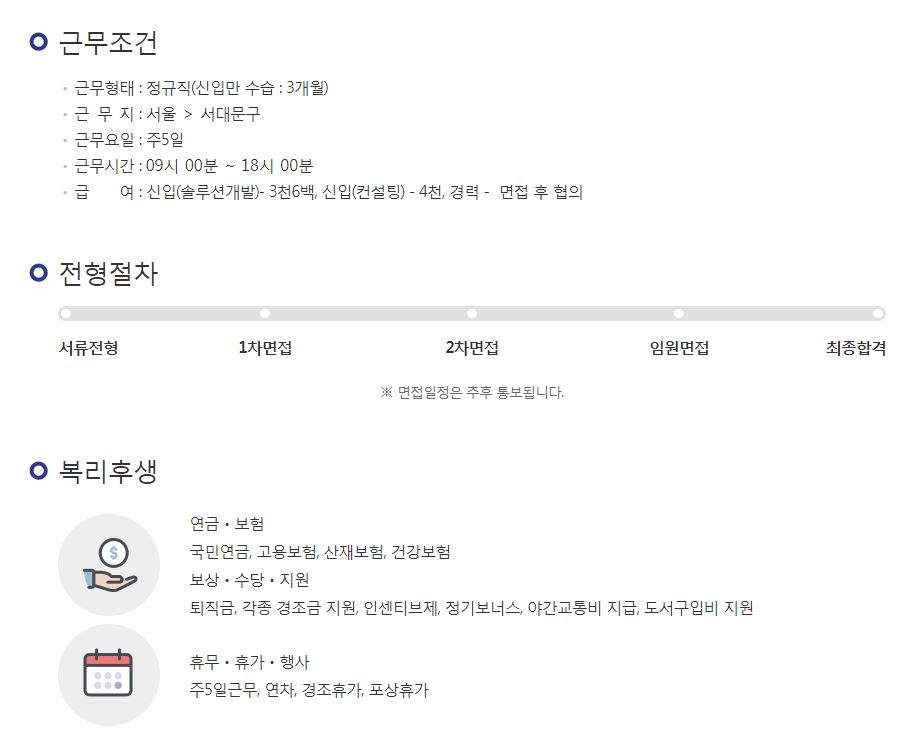 근무조건
• 근무형태 : 정규직(신입만 수습 : 3개월)
• 근 무 지 : 서울 > 서대문구
• 근무요일 : 주5일
• 근무시간 : 09시 00분 ~ 18시 00분
• 급 여 : 신입(솔루션개발)- 3천6백, 신입(컨설팅) - 4천, 경력 - 면접 후 협의
전형절차
서류전형 1차면접 2차면접 임원면접 최종합격
※ 면접일정은 추후 통보됩니다.
복리후생
연금・보험
국민연금, 고용보험, 산재보험, 건강보험
보상・수당・지원
퇴직금, 각종 경조금 지원, 인센티브제, 정기보너스, 야간교통비 지급, 도서구입비 지원
휴무・휴가・행사
주5일근무, 연차, 경조휴가, 포상휴가